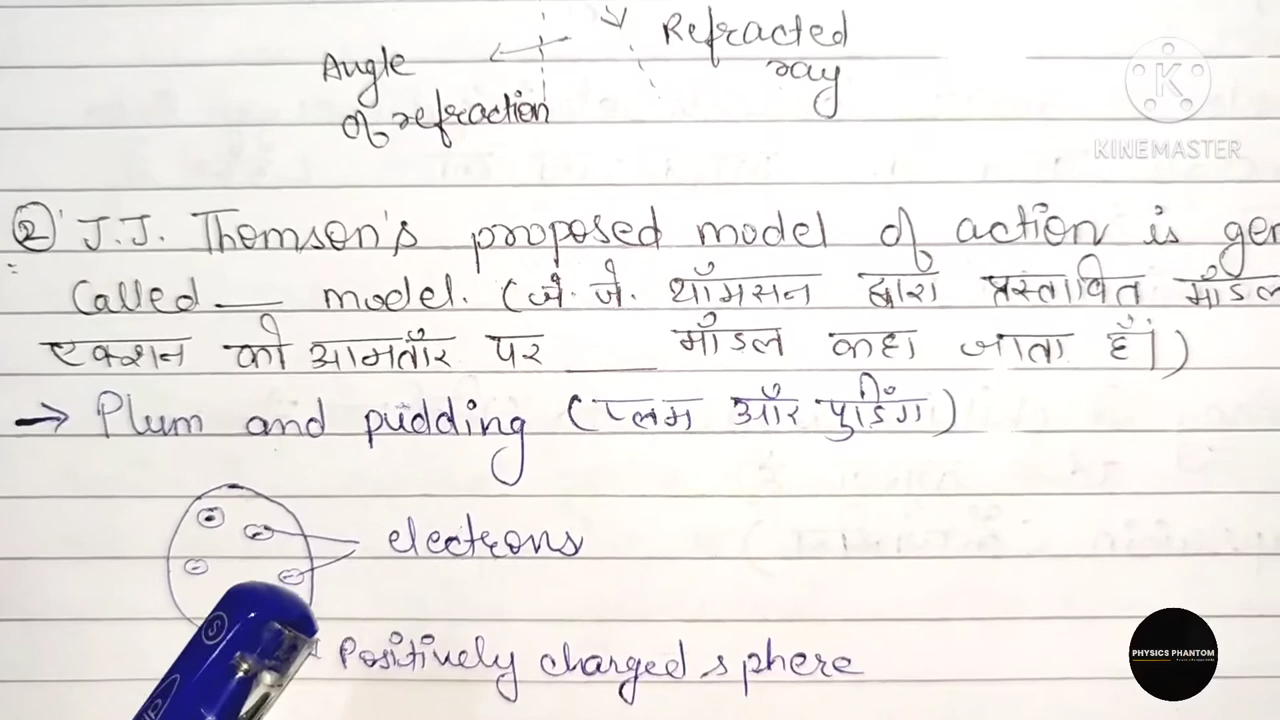 Refracted
ray
Angle
of refraction
KINEMASTER
② J.J. Thomson's proposed model of action is gen
Called ___ model. (जे. जे. थॉमसन द्वारा प्रस्तावित मॉडल
एक्शन को आमतौर पर ___ मॉडल कहा जाता है।)
→ Plum and pudding (प्लम और पुडिंग)
electrons
Positively charged sphere
PHYSICS PHANTOM